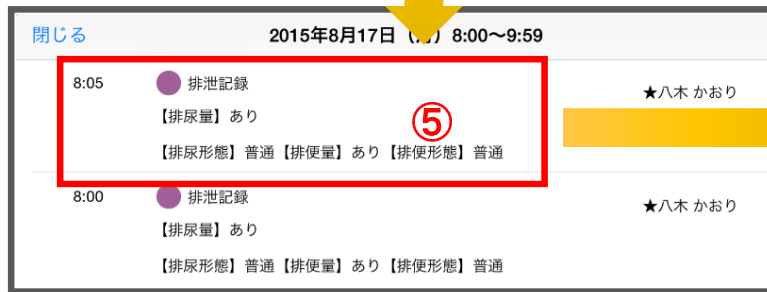 閉じる 2015年8月17日 8:00～9:59
8:05 排泄記録 ★八木 かおり
【排尿量】あり
⑤
【排尿形態】普通【排便量】あり【排便形態】普通
8:00 排泄記録 ★八木 かおり
【排尿量】あり
【排尿形態】普通【排便量】あり【排便形態】普通